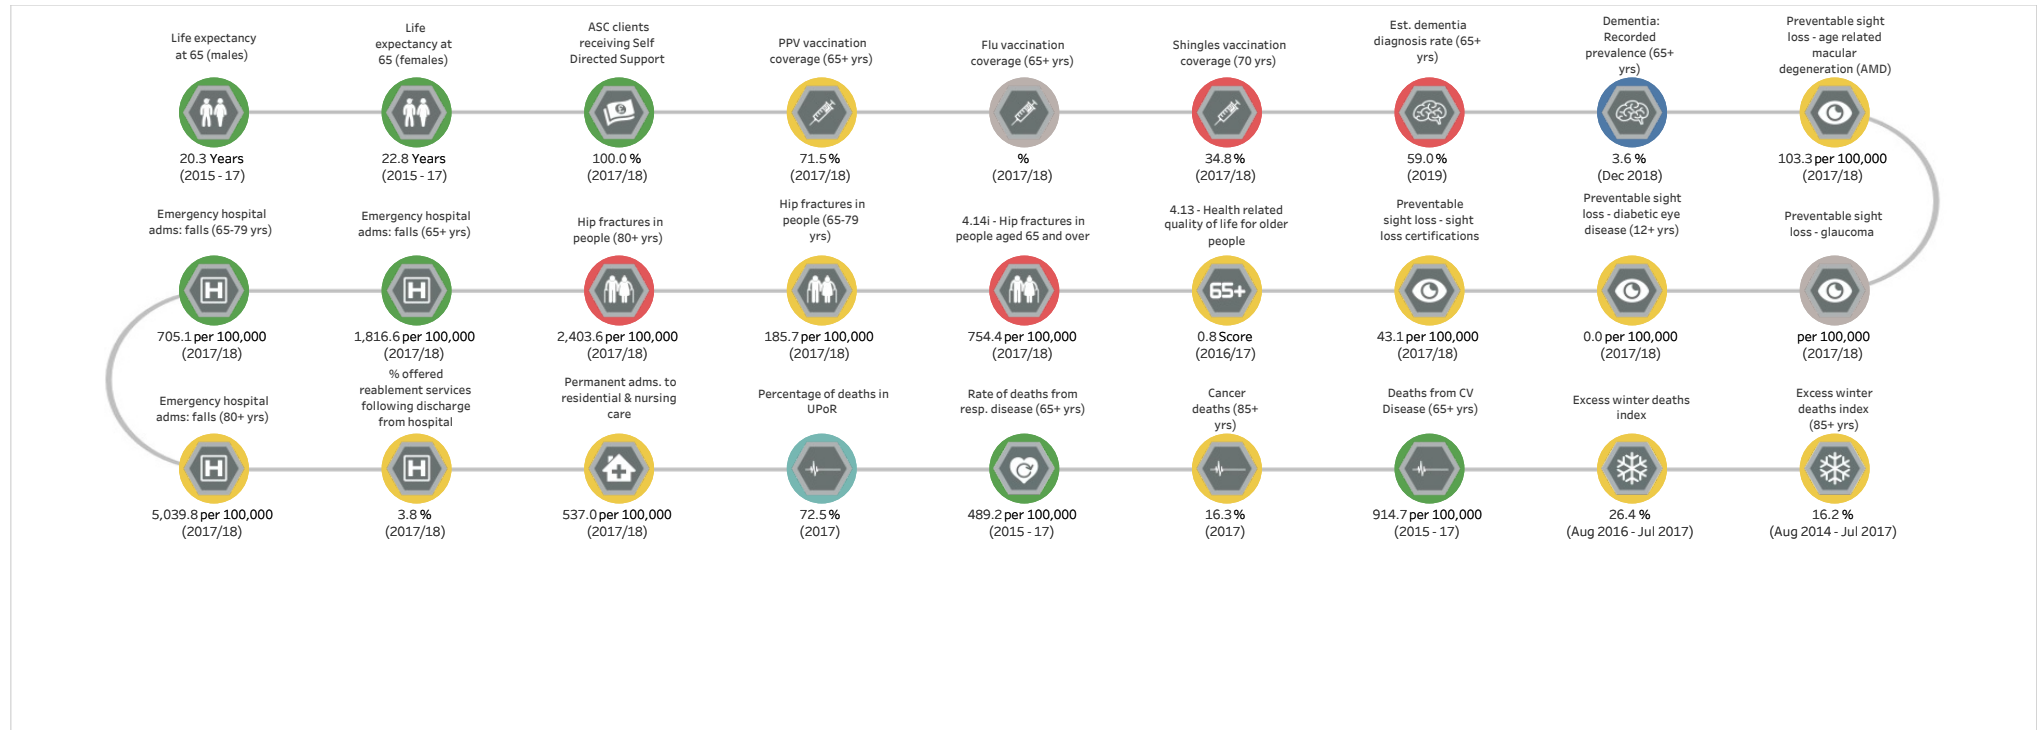 Life expectancy
at 65 (males)
20.3 Years
(2015 - 17)
Life
expectancy at
65 (females)
22.8 Years
(2015 - 17)
ASC clients
receiving Self
Directed Support
£
100.0 %
(2017/18)
PPV vaccination
coverage (65+ yrs)
71.5 %
(2017/18)
Flu vaccination
coverage (65+ yrs)
%
(2017/18)
Shingles vaccination
coverage (70 yrs)
34.8 %
(2017/18)
Est. dementia
diagnosis rate (65+
yrs)
59.0 %
(2019)
Dementia:
Recorded
prevalence (65+
yrs)
3.6 %
(Dec 2018)
Preventable sight
loss - age related
macular
degeneration (AMD)
103.3 per 100,000
(2017/18)
Emergency hospital
adms: falls (65-79 yrs)
H
705.1 per 100,000
(2017/18)
Emergency hospital
adms: falls (65+ yrs)
H
1,816.6 per 100,000
(2017/18)
Hip fractures in
people (80+ yrs)
2,403.6 per 100,000
(2017/18)
Hip fractures in
people (65-79
yrs)
185.7 per 100,000
(2017/18)
4.14i - Hip fractures in
people aged 65 and over
754.4 per 100,000
(2017/18)
4.13 - Health related
quality of life for older
people
65+
0.8 Score
(2016/17)
Preventable
sight loss - sight
loss certifications
43.1 per 100,000
(2017/18)
Preventable sight
loss - diabetic eye
disease (12+ yrs)
0.0 per 100,000
(2017/18)
Preventable sight
loss - glaucoma
per 100,000
(2017/18)
Emergency hospital
adms: falls (80+ yrs)
H
5,039.8 per 100,000
(2017/18)
% offered
reablement services
following discharge
from hospital
H
3.8 %
(2017/18)
Permanent adms. to
residential & nursing
care
537.0 per 100,000
(2017/18)
Percentage of deaths in
UPoR
72.5 %
(2017)
Rate of deaths from
resp. disease (65+ yrs)
489.2 per 100,000
(2015 - 17)
Cancer
deaths (85+
yrs)
16.3 %
(2017)
Deaths from CV
Disease (65+ yrs)
914.7 per 100,000
(2015 - 17)
Excess winter deaths
index
26.4 %
(Aug 2016 - Jul 2017)
Excess winter
deaths index
(85+ yrs)
16.2 %
(Aug 2014 - Jul 2017)